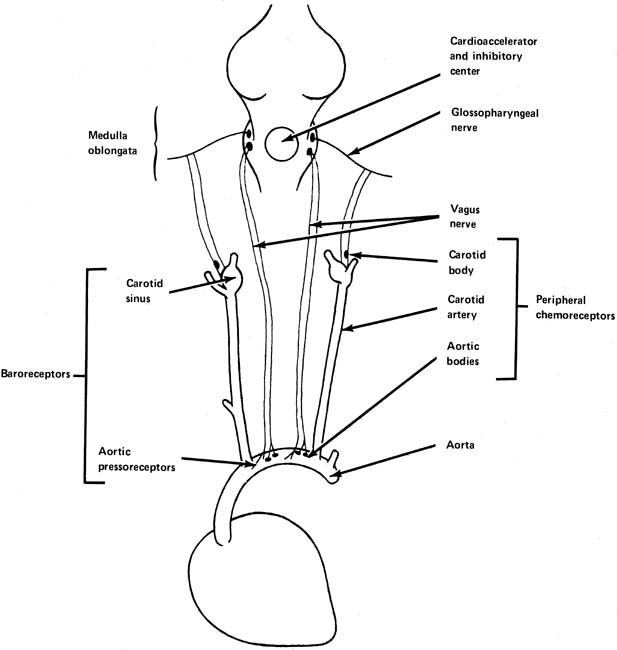 Cardioaccelerator
and inhibitory
center
Glossopharyngeal
nerve
Medulla
oblongata
Vagus
nerve
Carotid
body
Carotid
sinus
Carotid
artery
Peripheral
chemoreceptors
Aortic
bodies
Baroreceptors
Aorta
Aortic
pressoreceptors